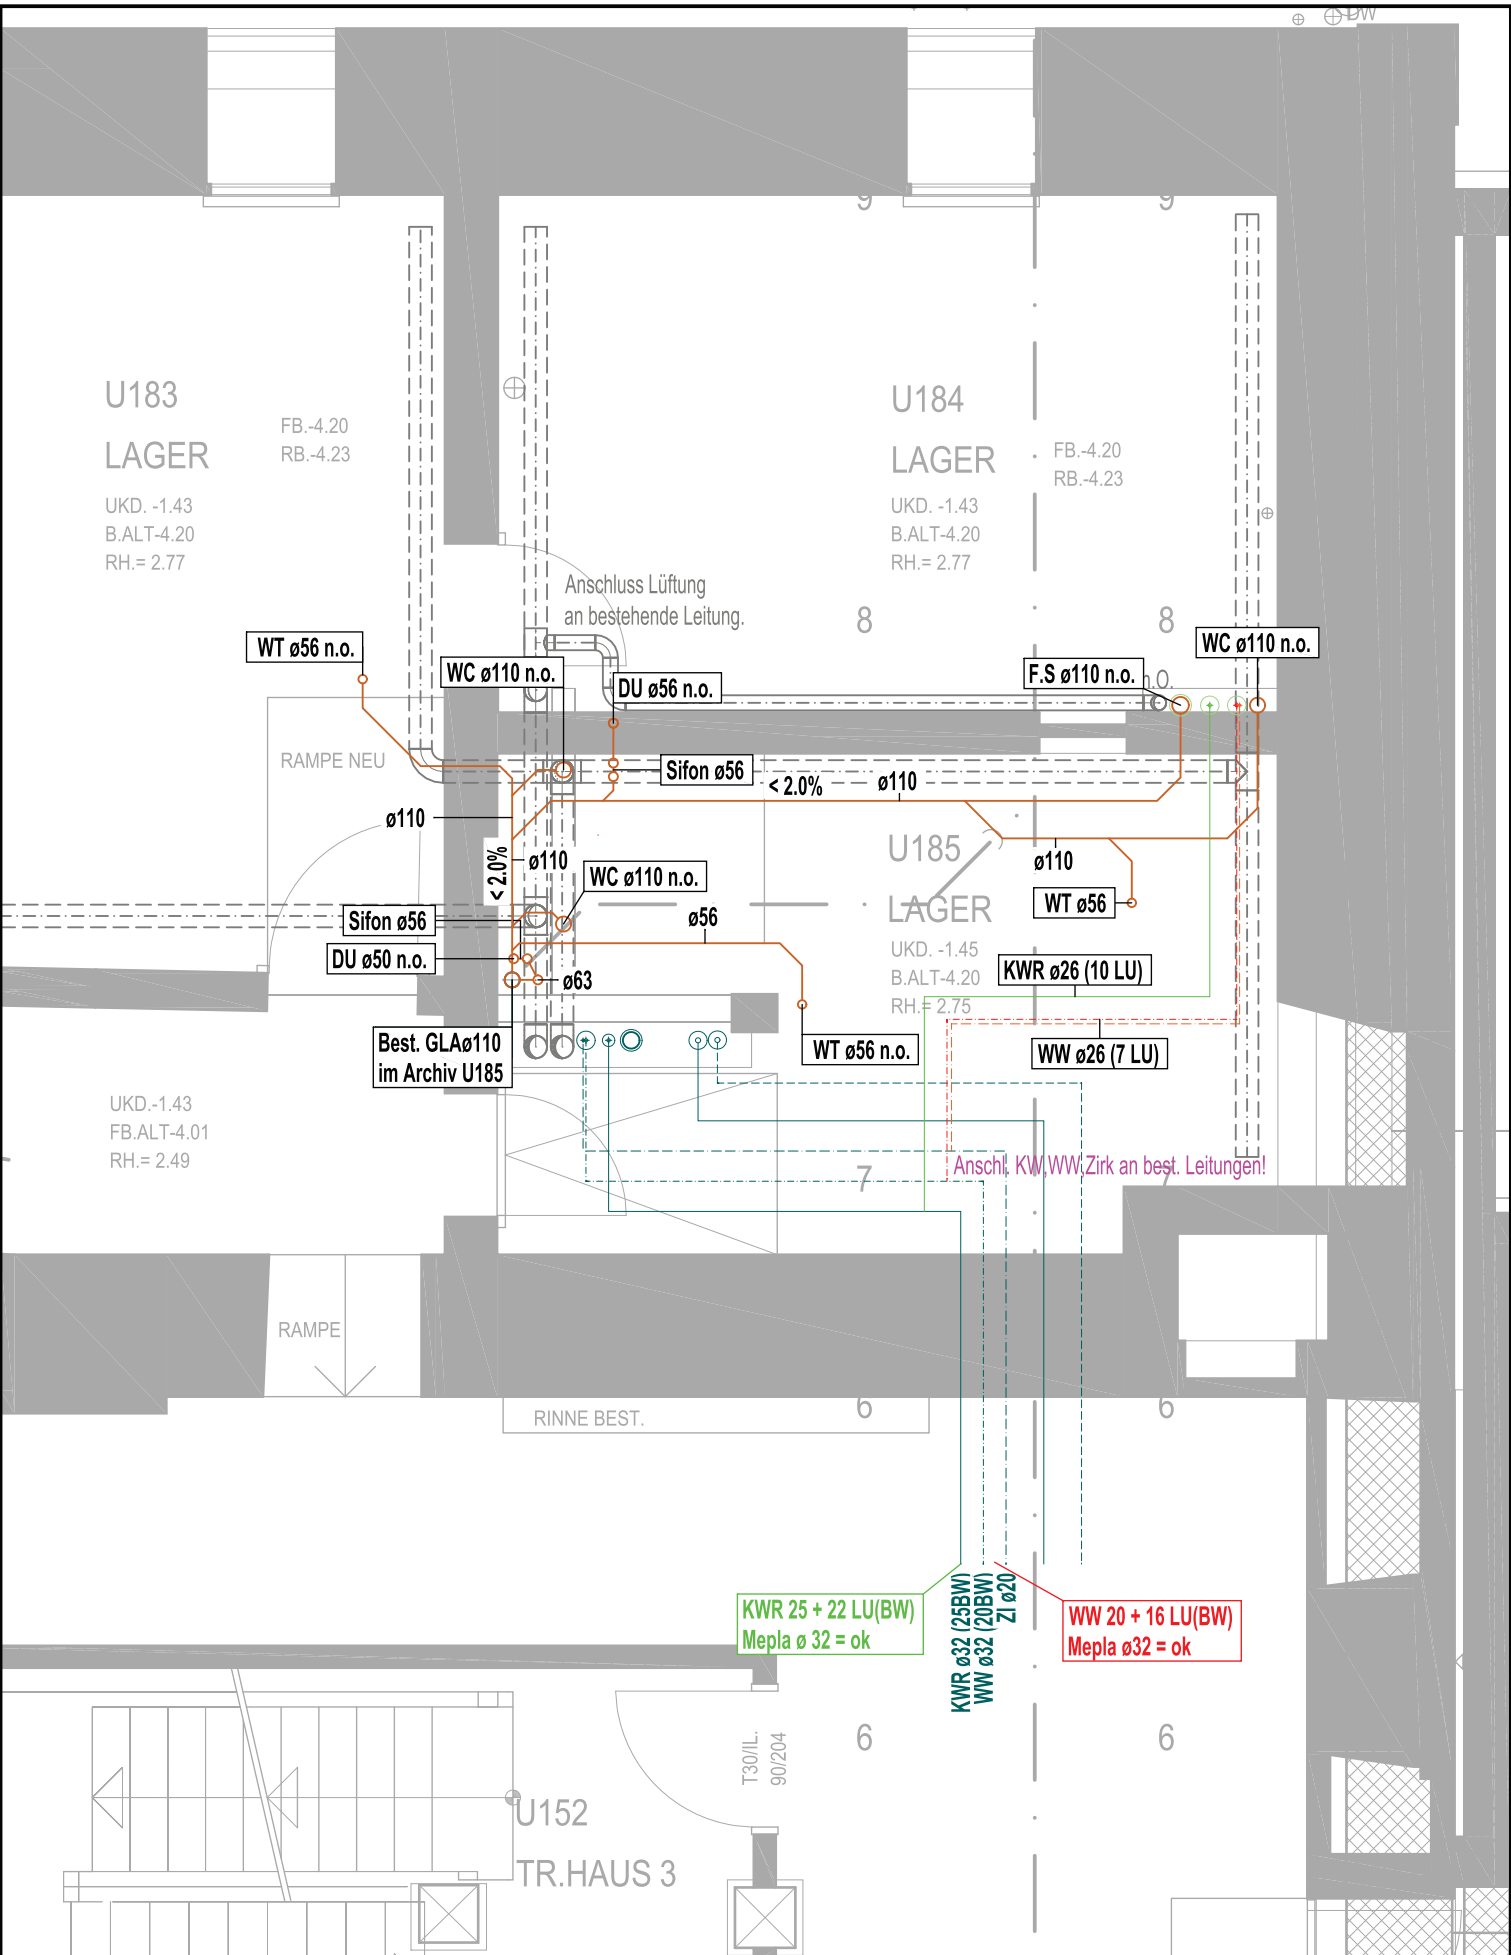 DW
9
9
U183
LAGER
FB.-4.20
RB.-4.23
UKD. -1.43
B.ALT-4.20
RH.= 2.77
U184
LAGER
FB.-4.20
RB.-4.23
UKD. -1.43
B.ALT-4.20
RH.= 2.77
Anschluss Lüftung
an bestehende Leitung.
8
8
WT ø56 n.o.
WC ø110 n.o.
DU ø56 n.o.
F.S ø110 n.o.
n.O.
WC ø110 n.o.
RAMPE NEU
Sifon ø56
< 2.0%
ø110
ø110
< 2.0%
ø110
WC ø110 n.o.
U185
LAGER
ø110
WT ø56
Sifon ø56
ø56
DU ø50 n.o.
ø63
UKD. -1.45
B.ALT-4.20
RH.= 2.75
KWR ø26 (10 LU)
Best. GLAø110
im Archiv U185
WT ø56 n.o.
WW ø26 (7 LU)
UKD.-1.43
FB.ALT-4.01
RH.= 2.49
Anschl. KW,WW,Zirk an best. Leitungen!
7
7
RAMPE
RINNE BEST.
6
6
KWR 25 + 22 LU(BW)
Mepla ø 32 = ok
KWR ø32 (25BW)
WW ø32 (20BW)
ZI ø20
WW 20 + 16 LU(BW)
Mepla ø32 = ok
T30/IL.
90/204
6
6
U152
TR.HAUS 3